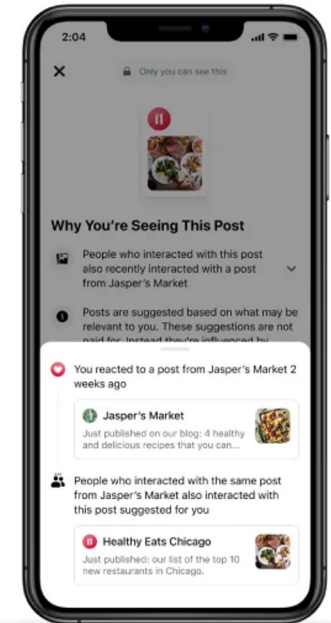 2:04
Only you can see this
Why You're Seeing This Post
People who interacted with this post
also recently interacted with a post
from Jasper's Market
Posts are suggested based on what may be
relevant to you. These suggestions are not
paid for. Instead they're influenced by
You reacted to a post from Jasper's Market 2
weeks ago
Jasper's Market
Just published on our blog: 4 healthy
and delicious recipes that you can...
People who interacted with the same post
from Jasper's Market also interacted with
this post suggested for you
Healthy Eats Chicago
Just published: our list of the top 10
new restaurants in Chicago.